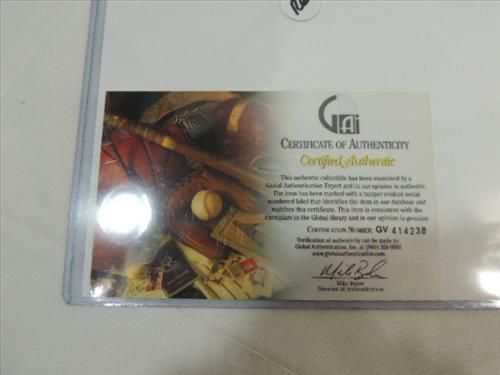 GAi
CERTIFICATE OF AUTHENTICITY
Certified Authentic
This authentic collectible has been examined by a
Global Authentication Expert and in our opinion is authentic.
The item has been marked with a tamper evident serial
numbered label that identifies the item in our database and
matches this certificate. This item is consistent with the
exemplars in the Global library and in our opinion is genuine.
CERTIFICATION NUMBER: GV 414238
Verification of authenticity can be made to:
Global Authentication, Inc. at (949)
www.globalauthentication.com
Mike
Director of Authentication